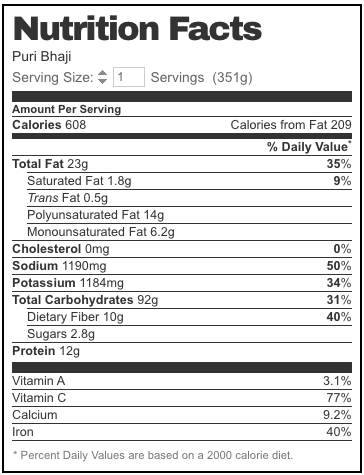 Nutrition Facts
Puri Bhaji
Serving Size: 1 Servings (351g)
Amount Per Serving
Calories 608 Calories from Fat 209
% Daily Value*
Total Fat 23g 35%
Saturated Fat 1.8g 9%
Trans Fat 0.5g
Polyunsaturated Fat 14g
Monounsaturated Fat 6.2g
Cholesterol 0mg 0%
Sodium 1190mg 50%
Potassium 1184mg 34%
Total Carbohydrates 92g 31%
Dietary Fiber 10g 40%
Sugars 2.8g
Protein 12g
Vitamin A 3.1%
Vitamin C 77%
Calcium 9.2%
Iron 40%
* Percent Daily Values are based on a 2000 calorie diet.